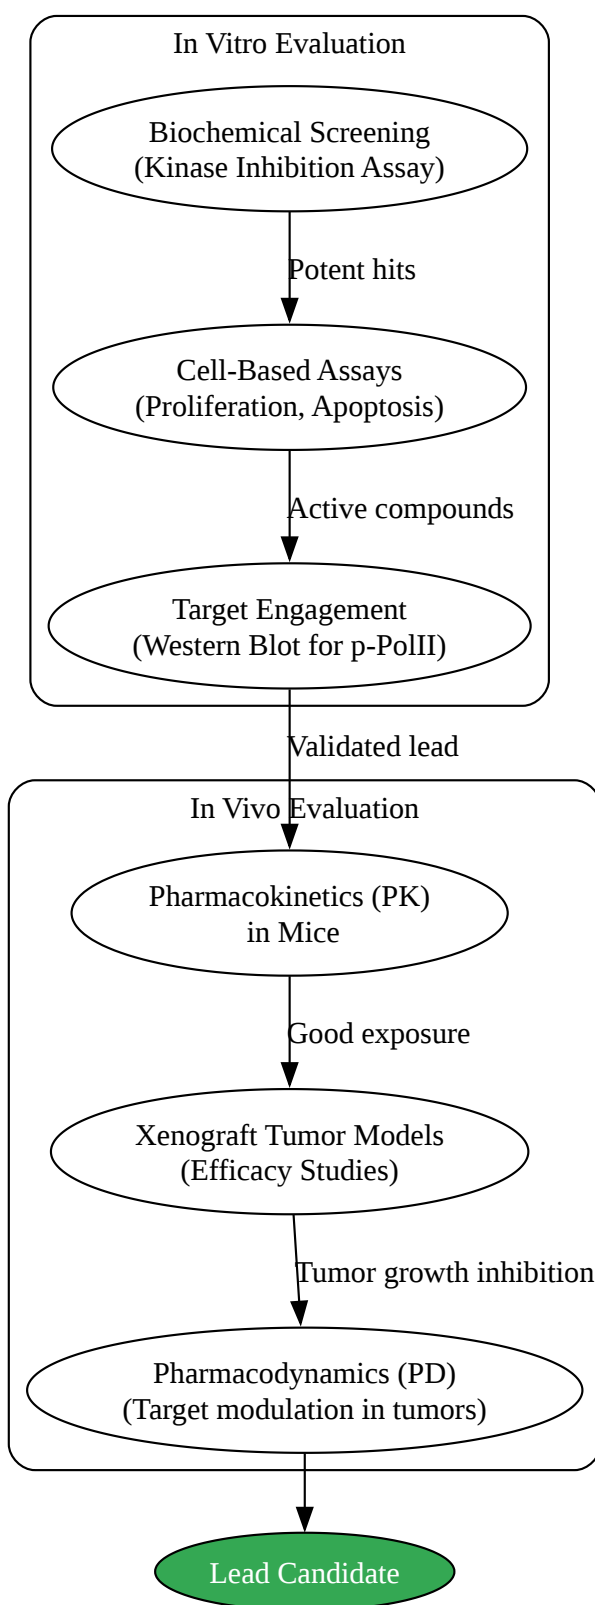 In Vitro Evaluation
Biochemical Screening
(Kinase Inhibition Assay)
Potent hits
Cell-Based Assays
(Proliferation, Apoptosis)
Active compounds
Target Engagement
(Western Blot for p-PolII)
Validated lead
In Vivo Evaluation
Pharmacokinetics (PK)
in Mice
Good exposure
Xenograft Tumor Models
(Efficacy Studies)
Tumor growth inhibition
Pharmacodynamics (PD)
(Target modulation in tumors)
Lead Candidate